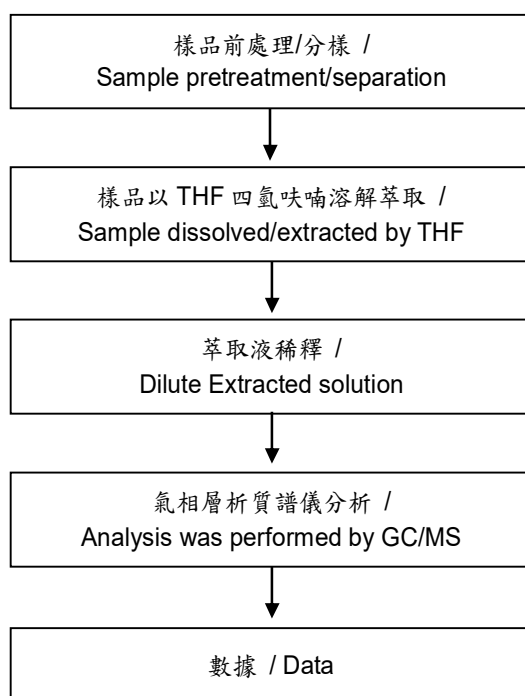 樣品前處理/分樣 /
Sample pretreatment/separation
樣品以 THF 四氫呋喃溶解萃取 /
Sample dissolved/extracted by THF
萃取液稀釋 /
Dilute Extracted solution
氣相層析質譜儀分析 /
Analysis was performed by GC/MS
數據 / Data